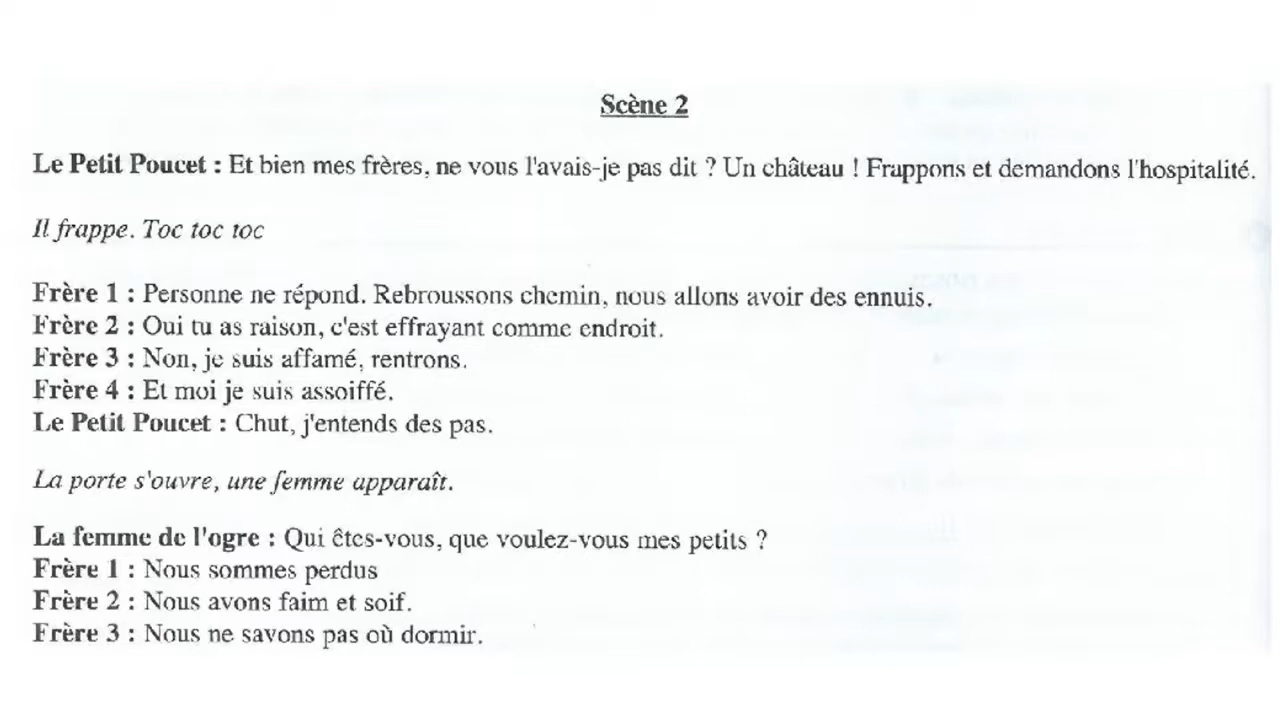 Scène 2
Le Petit Poucet : Et bien mes frères, ne vous l'avais-je pas dit ? Un château ! Frappons et demandons l'hospitalité.
Il frappe. Toc toc toc
Frère 1 : Personne ne répond. Rebroussons chemin, nous allons avoir des ennuis.
Frère 2 : Oui tu as raison, c'est effrayant comme endroit.
Frère 3 : Non, je suis affamé, rentrons.
Frère 4 : Et moi je suis assoiffé.
Le Petit Poucet : Chut, j'entends des pas.
La porte s'ouvre, une femme apparaît.
La femme de l'ogre : Qui êtes-vous, que voulez-vous mes petits ?
Frère 1 : Nous sommes perdus
Frère 2 : Nous avons faim et soif.
Frère 3 : Nous ne savons pas où dormir.